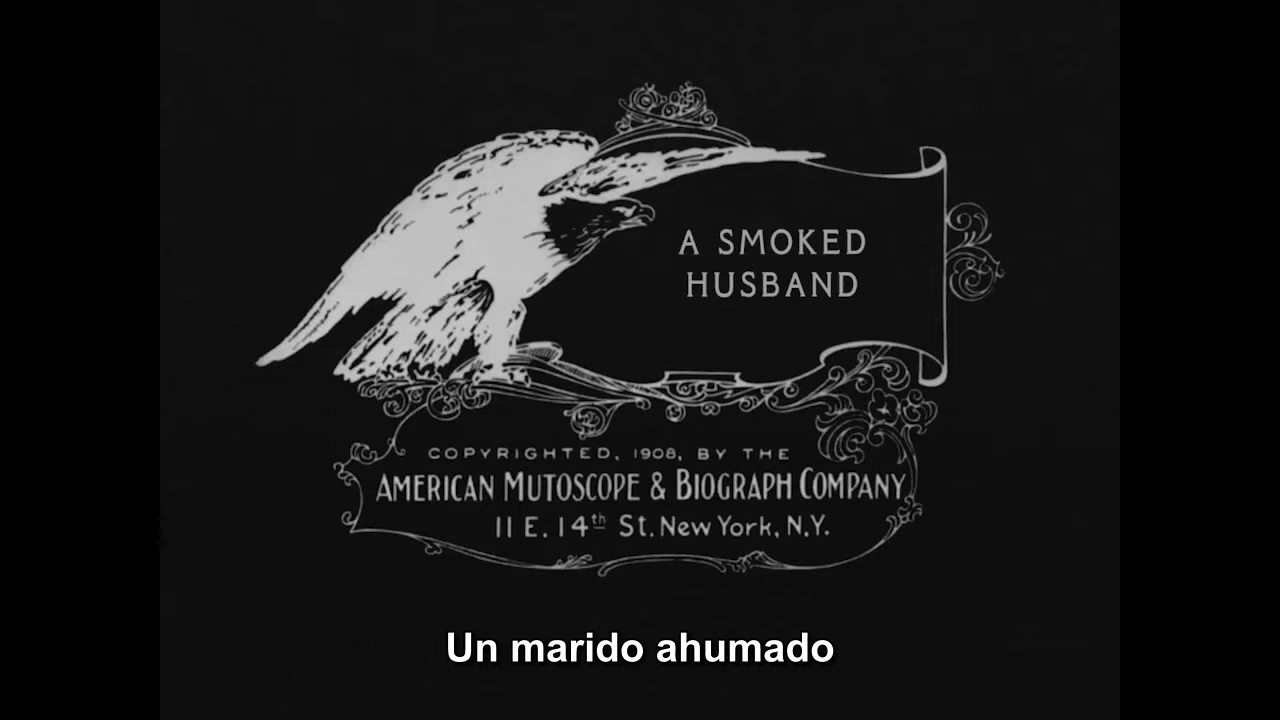 A SMOKED
HUSBAND
COPYRIGHTED, 1908, BY THE
AMERICAN MUTOSCOPE & BIOGRAPH COMPANY
11 E. 14th St. New York, N.Y.
Un marido ahumado